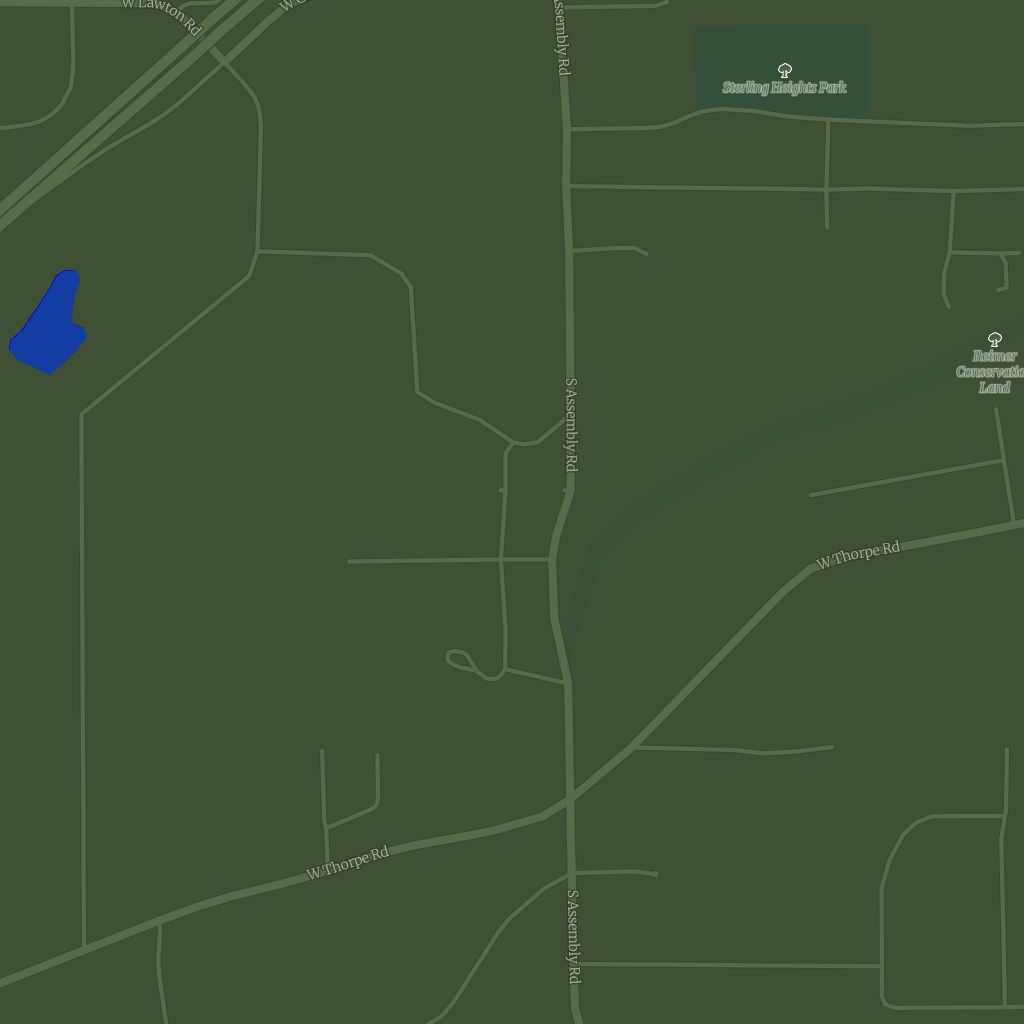 W Lawton Rd
Assembly Rd
Sterling Heights Park
Reimer
Conservatio
Land
S Assembly Rd
W Thorpe Rd
W Thorpe Rd
S Assembly Rd